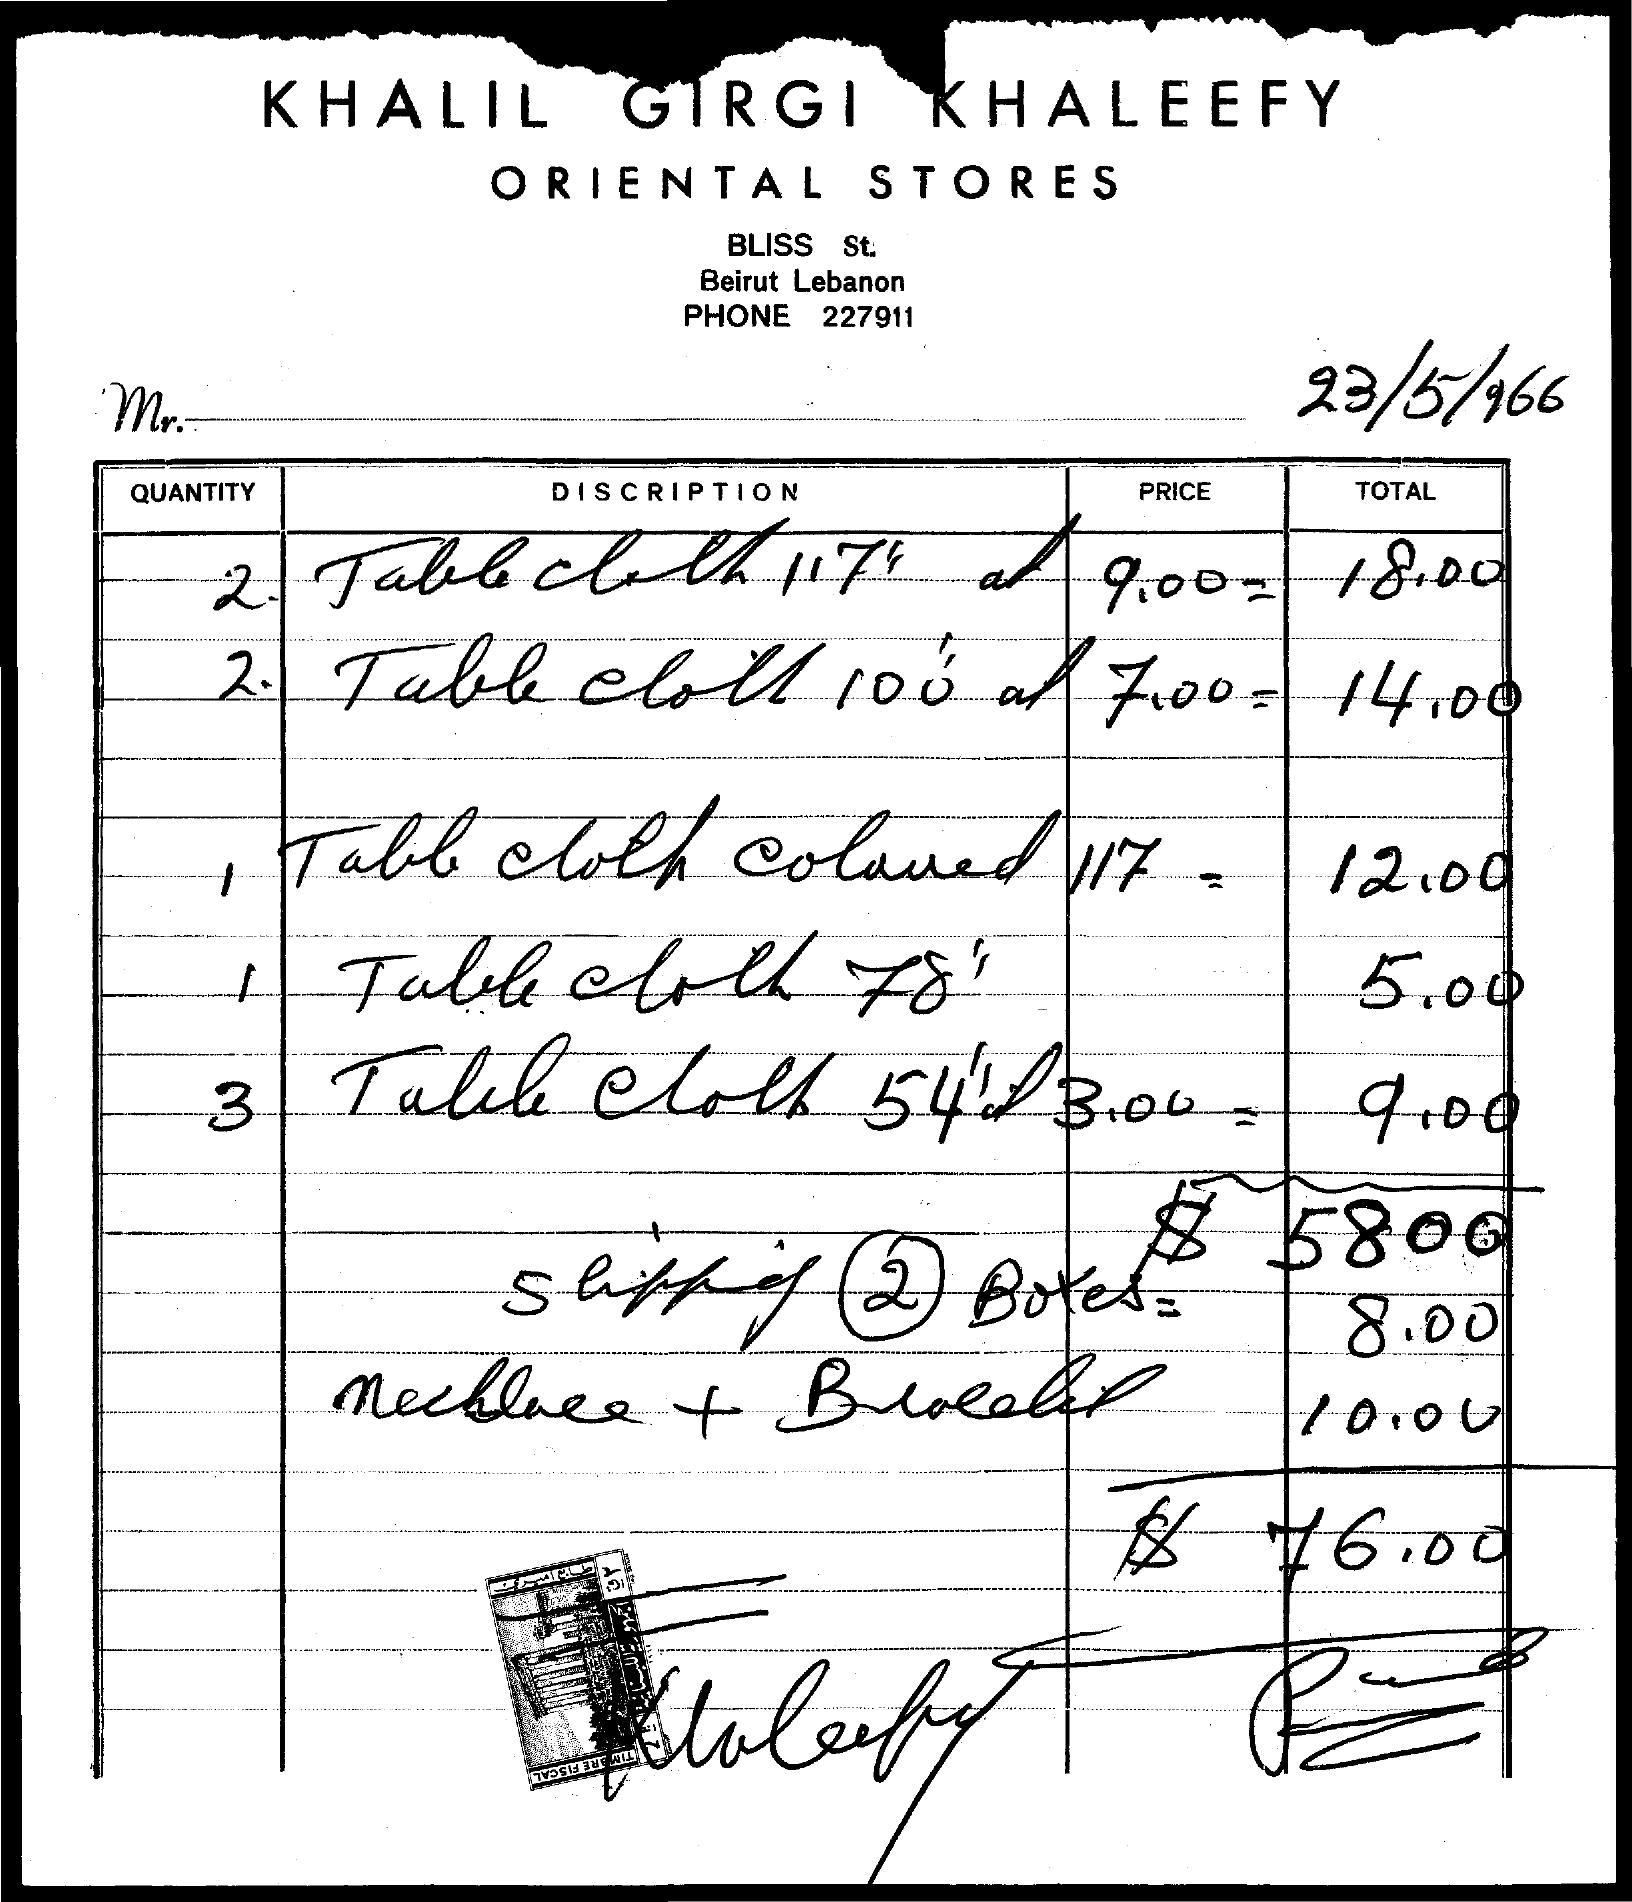 KHALIL GIRGI KHALEEFY
ORIENTAL STORES
BLISS St.
Beirut Lebanon
PHONE 227911
Mr. 23/5/966
QUANTITY DISCRIPTION PRICE TOTAL
2. Table cloth 117" at 9.00 = 18.00
2. Table cloth 100" at 7.00 = 14.00
1 Table cloth coloured 117 = 12.00
1 Table cloth 78" 5.00
3 Table cloth 54" at 3.00 = 9.00
$ 5800
Shipping 2 Boxes = 8.00
Necklace + Bracelet 10.00
$ 76.00
TIMBRE FISCAL
Khaleefy Paid